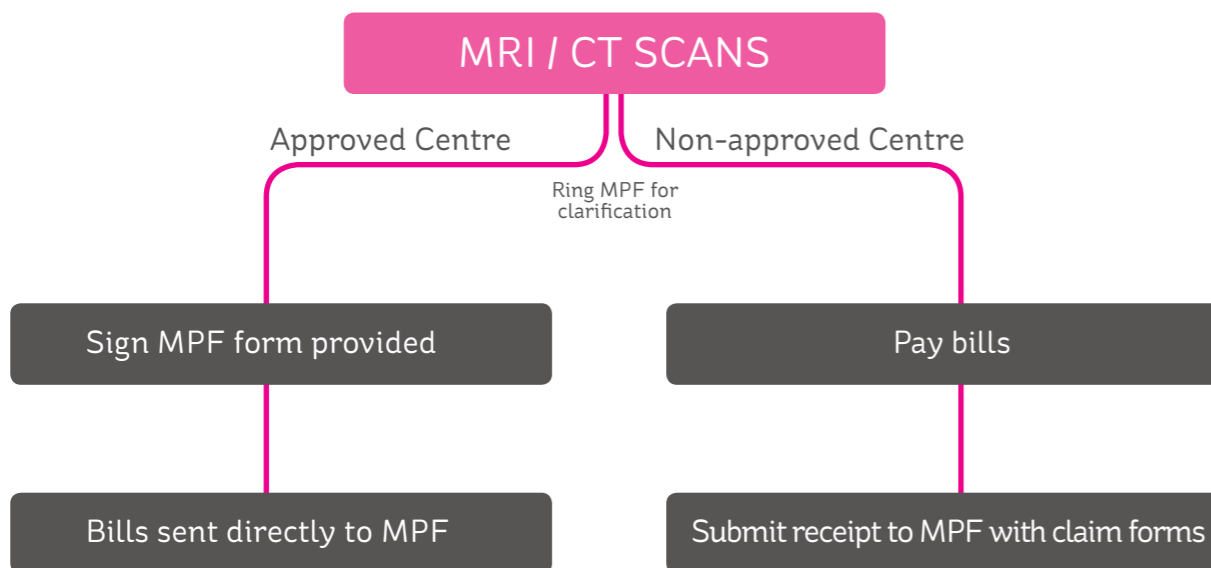 MRI / CT SCANS
Approved Centre
Non-approved Centre
Ring MPF for
clarification
Sign MPF form provided
Pay bills
Bills sent directly to MPF
Submit receipt to MPF with claim forms